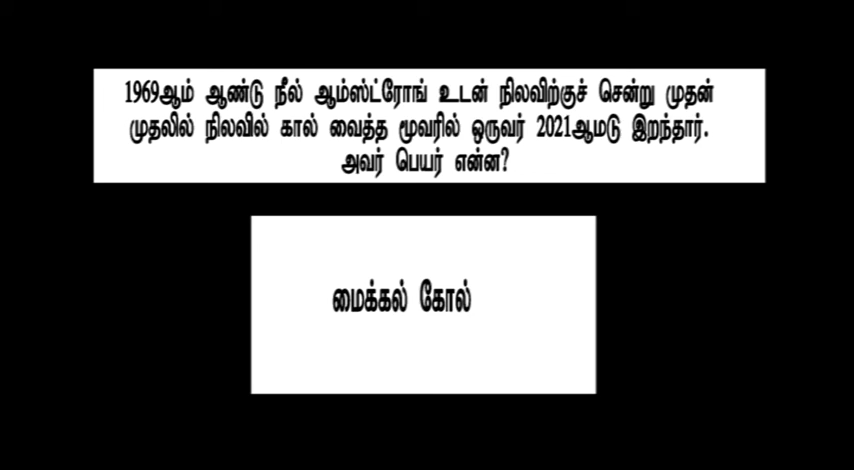 1969ஆம் ஆண்டு நீல் ஆம்ஸ்ட்ரோங் உடன் நிலவிற்குச் சென்று முதன்
முதலில் நிலவில் கால் வைத்த மூவரில் ஒருவர் 2021ஆமடு இறந்தார்.
அவர் பெயர் என்ன?
மைக்கல் கோல்